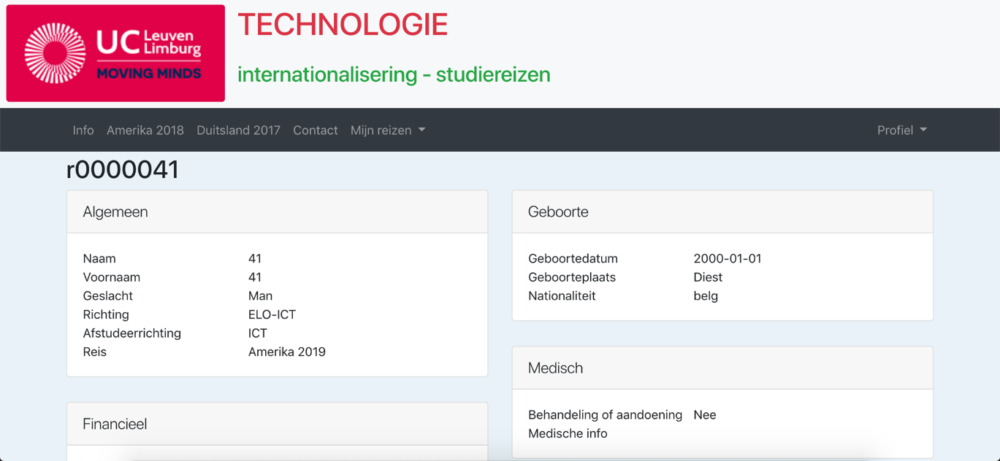 UC Leuven
Limburg
MOVING MINDS
TECHNOLOGIE
internationalisering - studiereizen
Info Amerika 2018 Duitsland 2017 Contact Mijn reizen Profiel
r0000041
Algemeen
Naam 41
Voornaam 41
Geslacht Man
Richting ELO-ICT
Afstudeerrichting ICT
Reis Amerika 2019
Financieel
Geboorte
Geboortedatum 2000-01-01
Geboorteplaats Diest
Nationaliteit belg
Medisch
Behandeling of aandoening Nee
Medische info